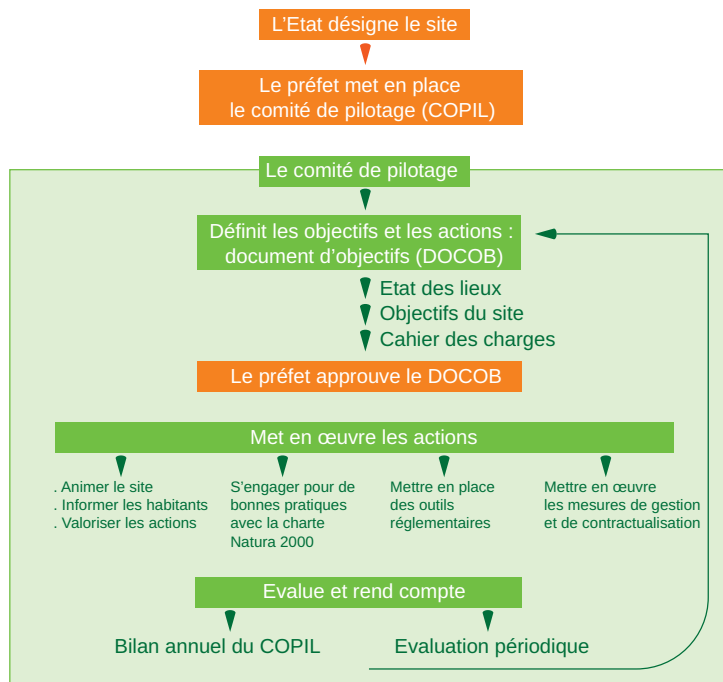 L’Etat désigne le site
Le préfet met en place
le comité de pilotage (COPIL)
Le comité de pilotage
Définit les objectifs et les actions :
document d’objectifs (DOCOB)
Etat des lieux
Objectifs du site
Cahier des charges
Le préfet approuve le DOCOB
Met en œuvre les actions
. Animer le site
. Informer les habitants
. Valoriser les actions
S’engager pour de
bonnes pratiques
avec la charte
Natura 2000
Mettre en place
des outils
réglementaires
Mettre en œuvre
les mesures de gestion
et de contractualisation
Evalue et rend compte
Bilan annuel du COPIL
Evaluation périodique